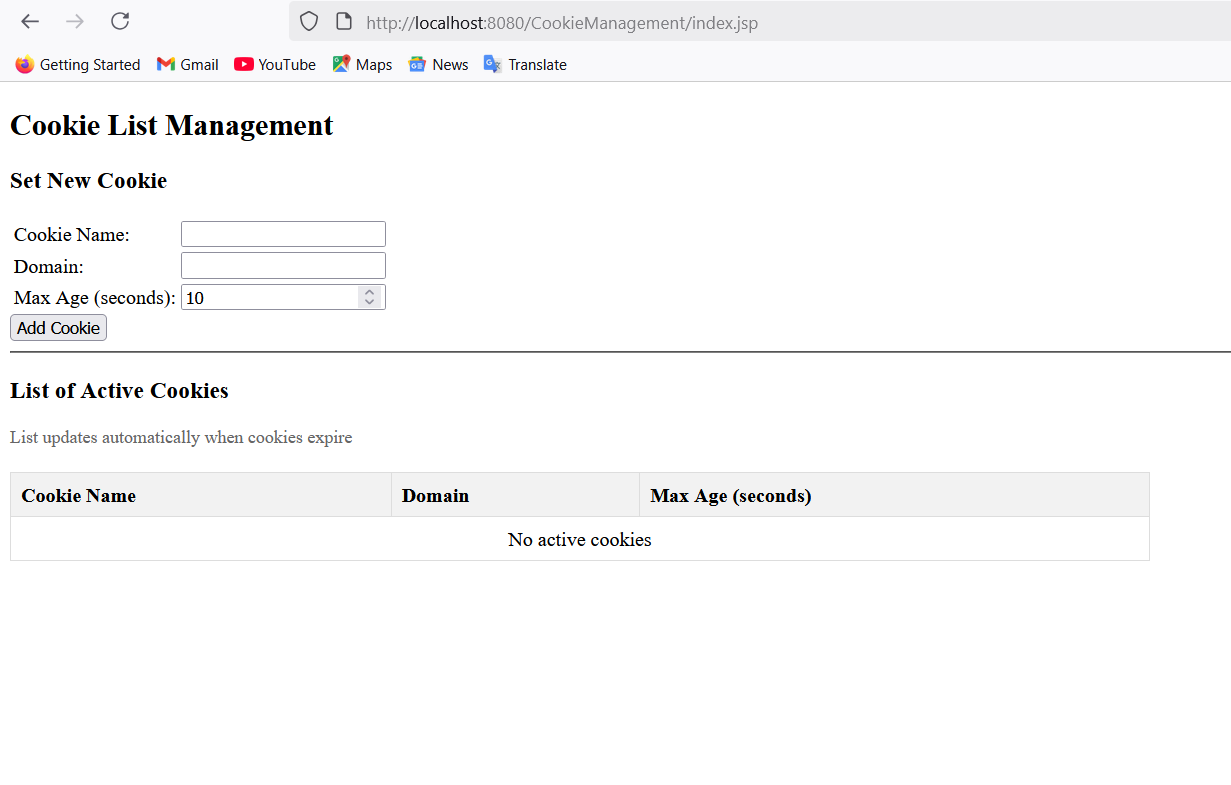 http://localhost:8080/CookieManagement/index.jsp
Getting Started Gmail YouTube Maps News Translate
Cookie List Management
Set New Cookie
Cookie Name:
Domain:
Max Age (seconds): 10
Add Cookie
List of Active Cookies
List updates automatically when cookies expire
Cookie Name Domain Max Age (seconds)
No active cookies